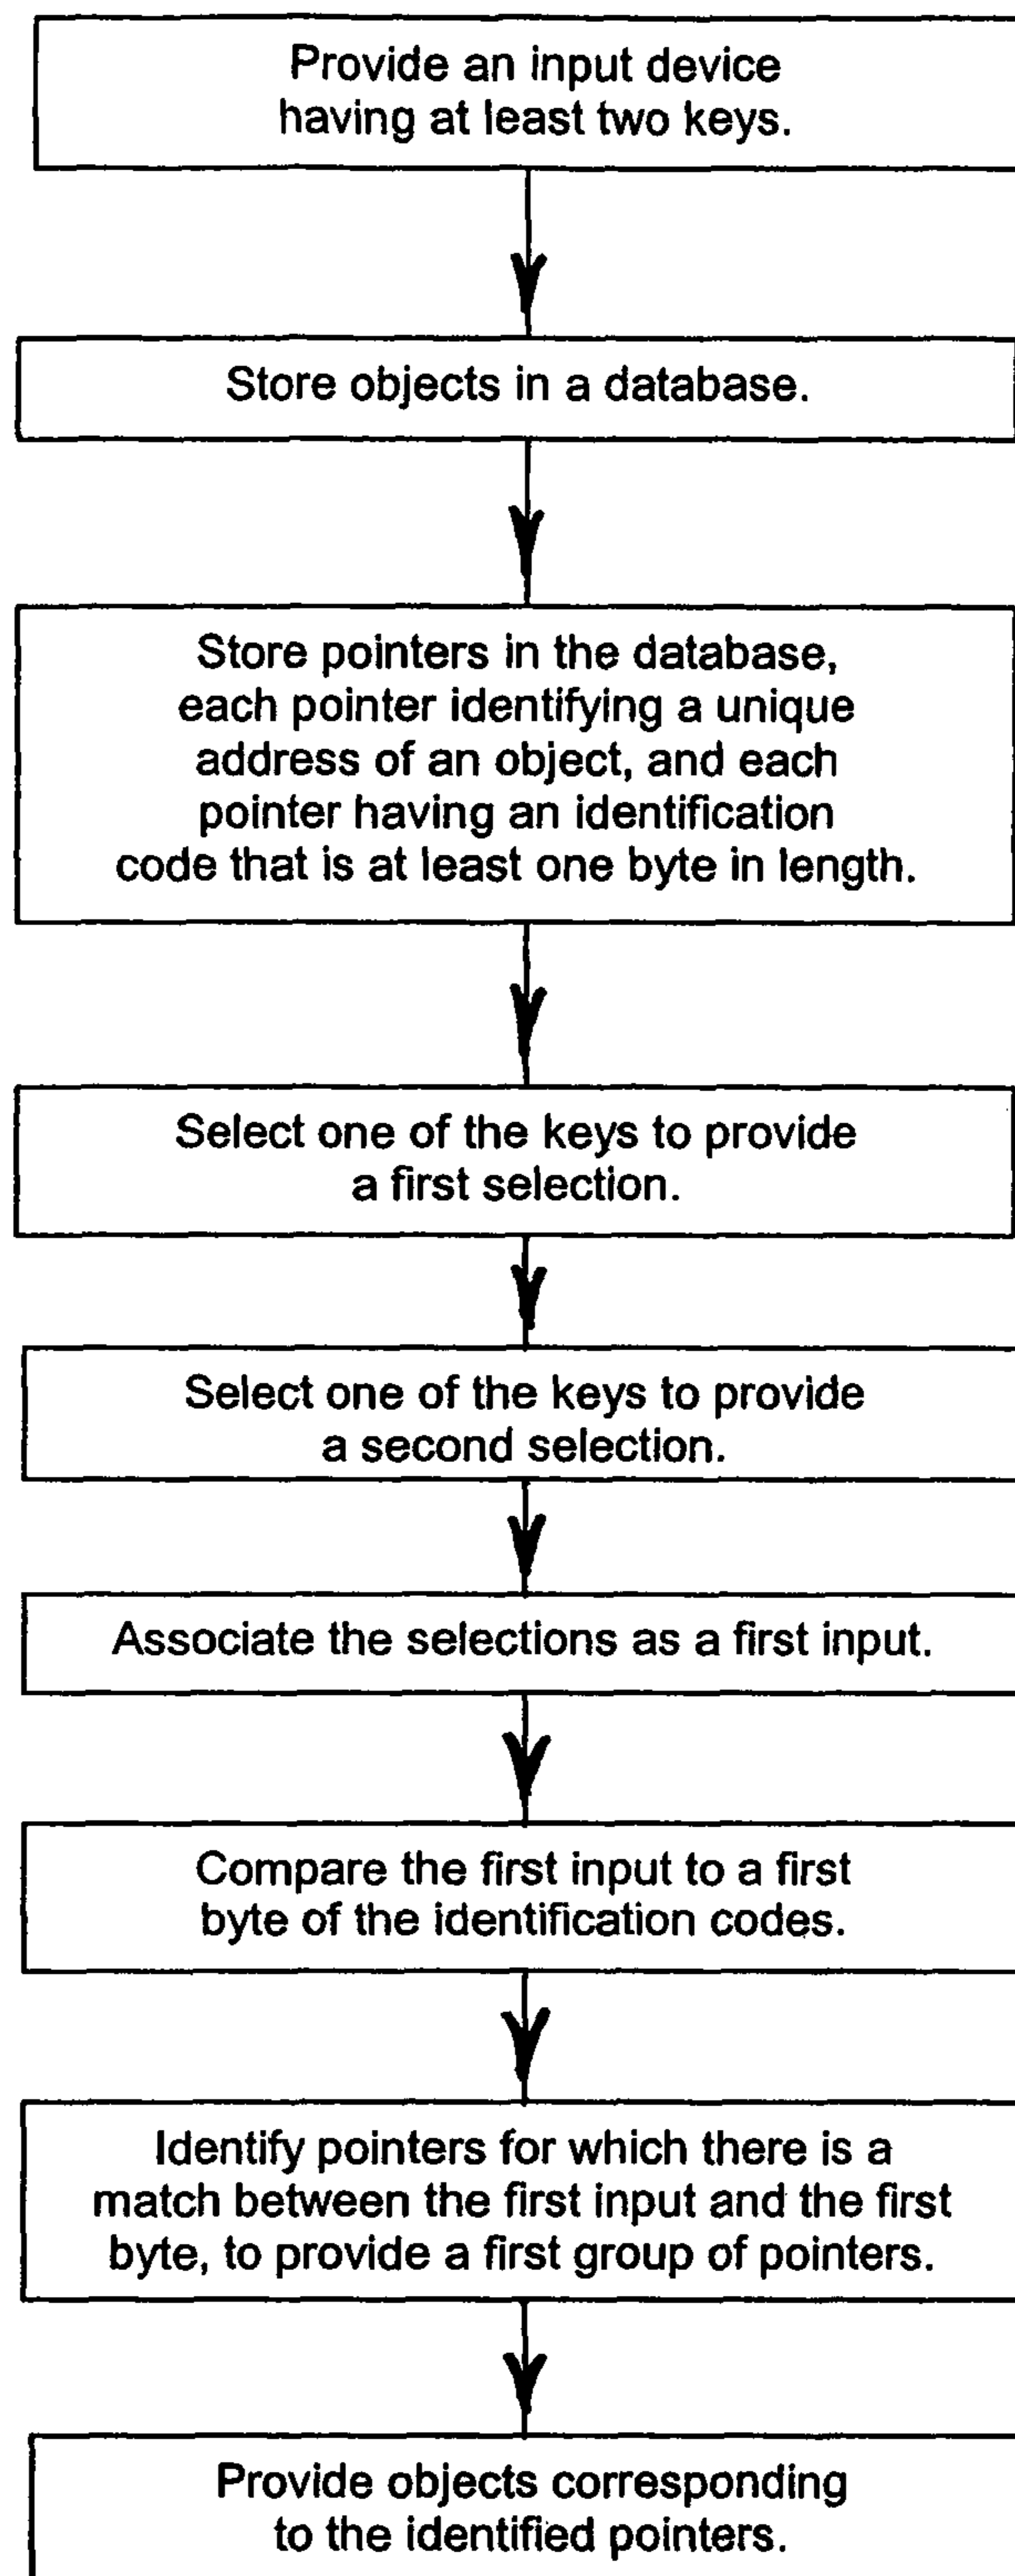 Provide an input device
having at least two keys.
Store objects in a database.
Store pointers in the database,
each pointer identifying a unique
address of an object, and each
pointer having an identification
code that is at least one byte in length.
Select one of the keys to provide
a first selection.
Select one of the keys to provide
a second selection.
Associate the selections as a first input.
Compare the first input to a first
byte of the identification codes.
Identify pointers for which there is a
match between the first input and the first
byte, to provide a first group of pointers.
Provide objects corresponding
to the identified pointers.